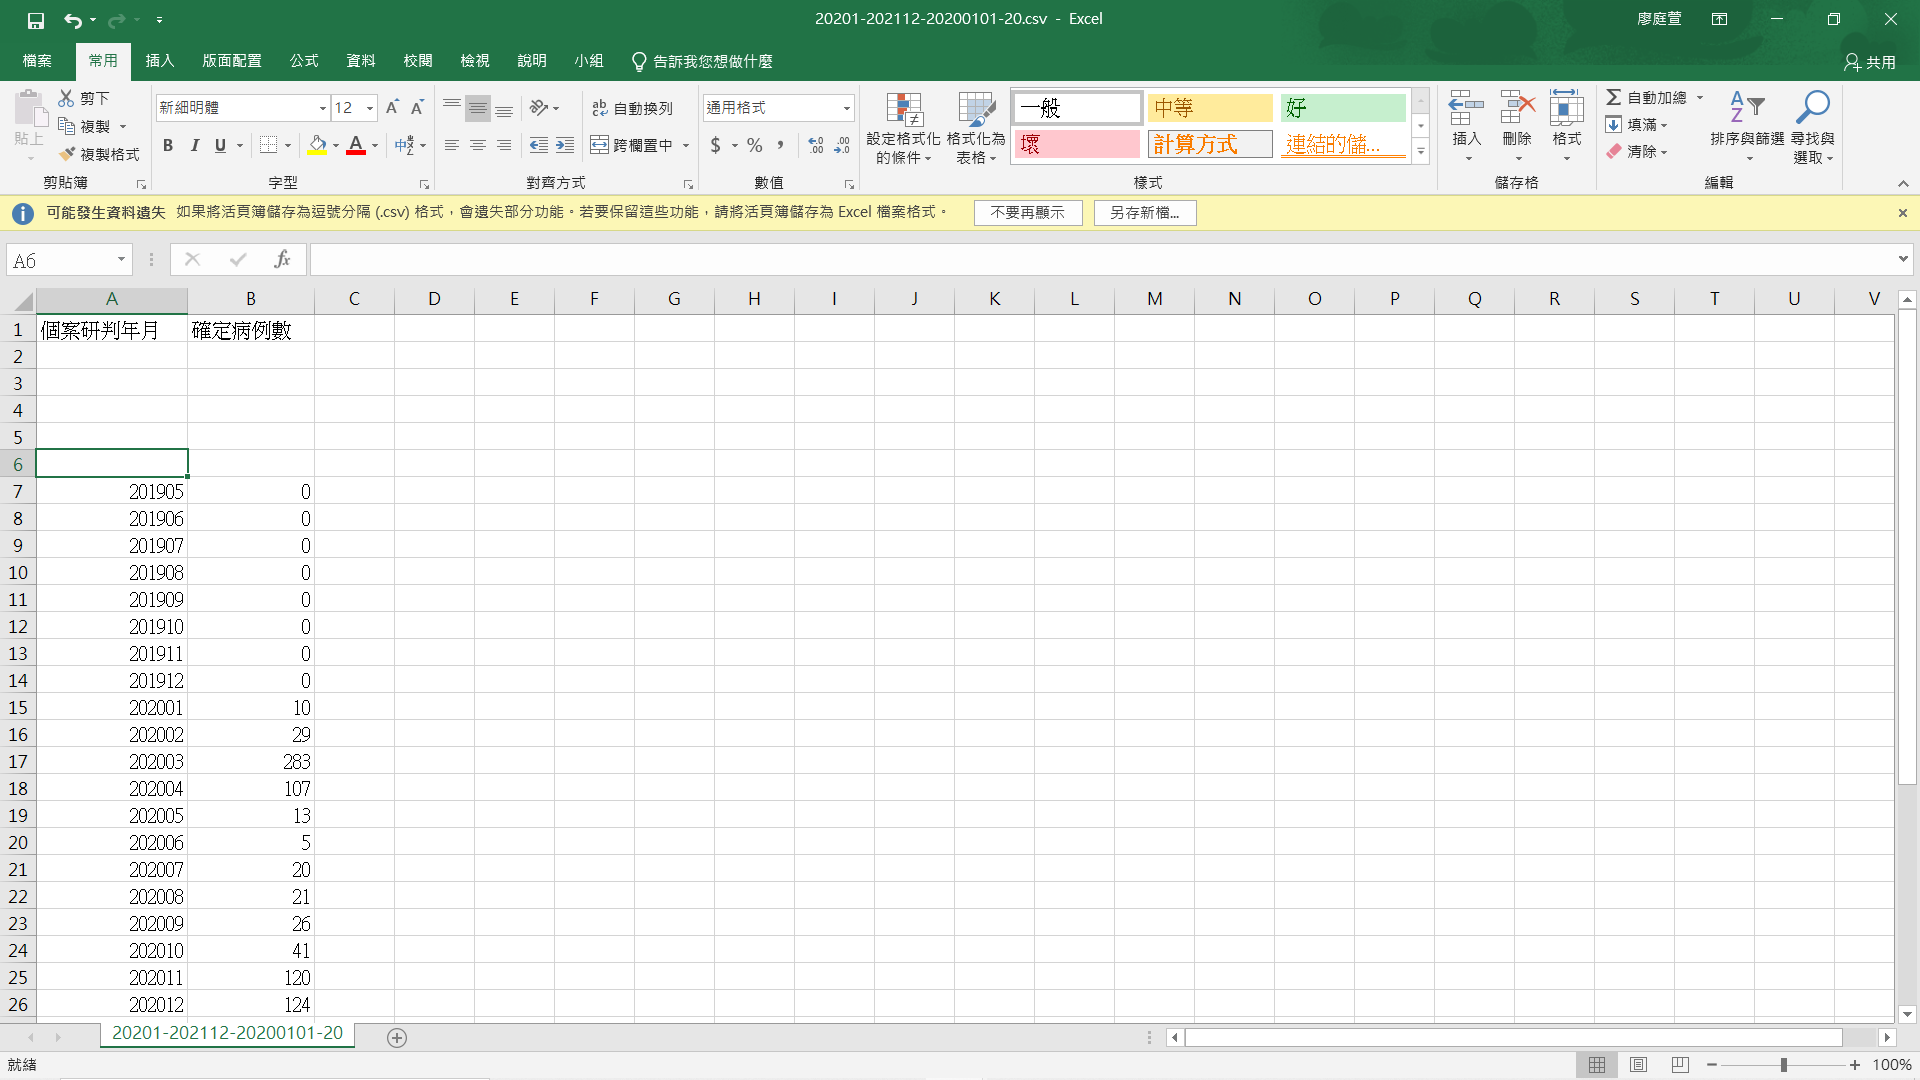 20201-202112-20200101-20.csv - Excel
廖庭萱
檔案 常用 插入 版面配置 公式 資料 校閱 檢視 說明 小組 告訴我您想做什麼 共用
貼上
剪下
複製
複製格式
剪貼簿
新細明體 12
B I U
字型
自動換列
跨欄置中
對齊方式
通用格式
$ % ,
數值
設定格式化的條件
格式化為表格
一般 中等 好
壞 計算方式 連結的儲...
樣式
插入 刪除 格式
儲存格
自動加總
填滿
清除
排序與篩選
尋找與選取
編輯
可能發生資料遺失 如果將活頁簿儲存為逗號分隔 (.csv) 格式，會遺失部分功能。若要保留這些功能，請將活頁簿儲存為 Excel 檔案格式。 不要再顯示 另存新檔...
A6 fx
A B C D E F G H I J K L M N O P Q R S T U V
1 個案研判年月 確定病例數
2
3
4
5
6
7 201905 0
8 201906 0
9 201907 0
10 201908 0
11 201909 0
12 201910 0
13 201911 0
14 201912 0
15 202001 10
16 202002 29
17 202003 283
18 202004 107
19 202005 13
20 202006 5
21 202007 20
22 202008 21
23 202009 26
24 202010 41
25 202011 120
26 202012 124
20201-202112-20200101-20
就緒 100%